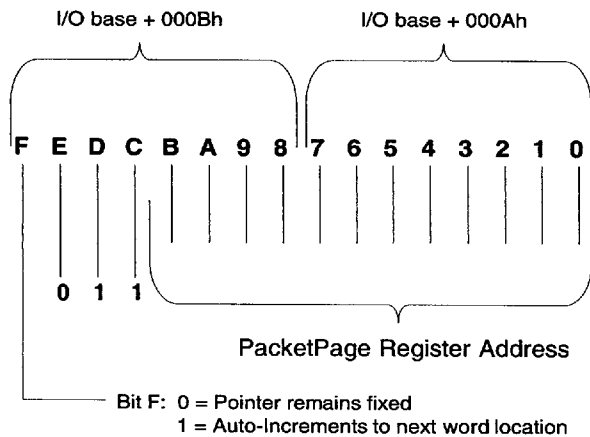 I/O base + 000Bh I/O base + 000Ah
F E D C B A 9 8 7 6 5 4 3 2 1 0
0 1 1
PacketPage Register Address
Bit F: 0 = Pointer remains fixed
1 = Auto-Increments to next word location